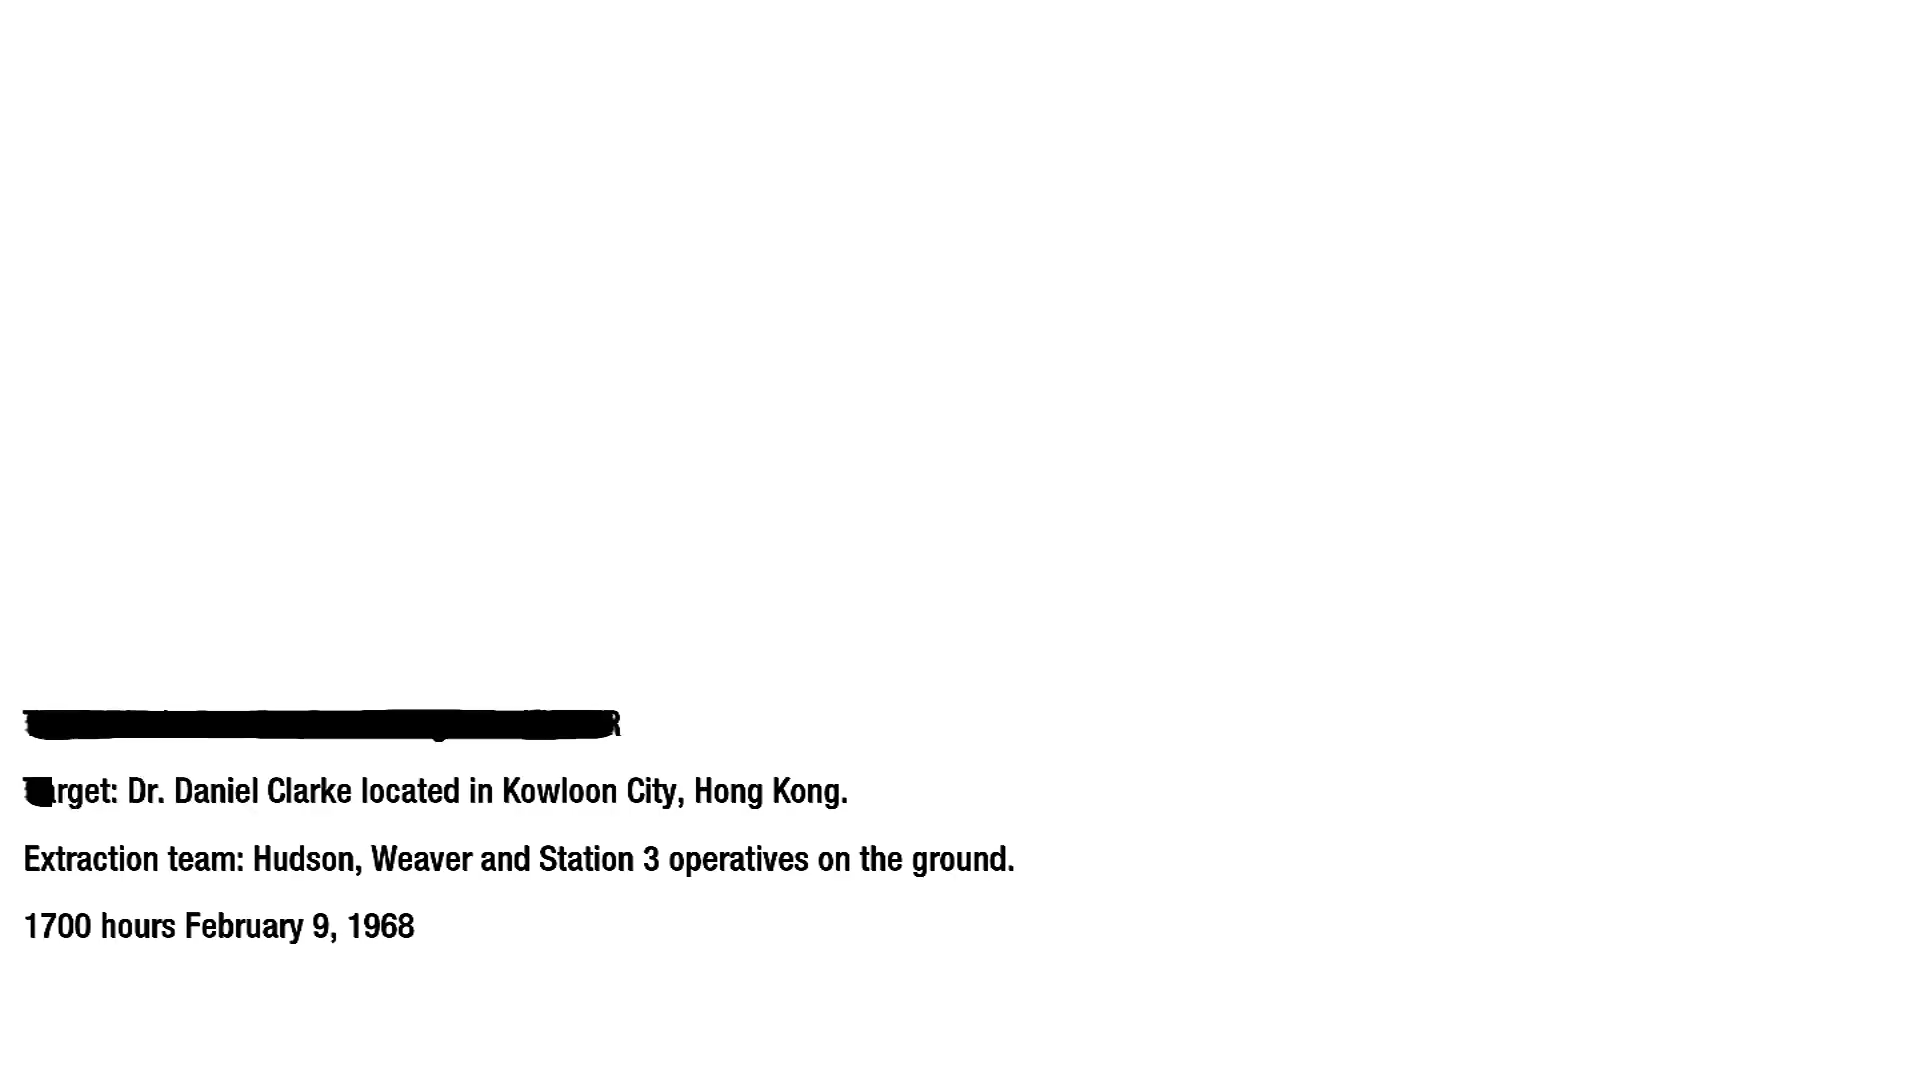 Target: Dr. Daniel Clarke located in Kowloon City, Hong Kong.
Extraction team: Hudson, Weaver and Station 3 operatives on the ground.
1700 hours February 9, 1968